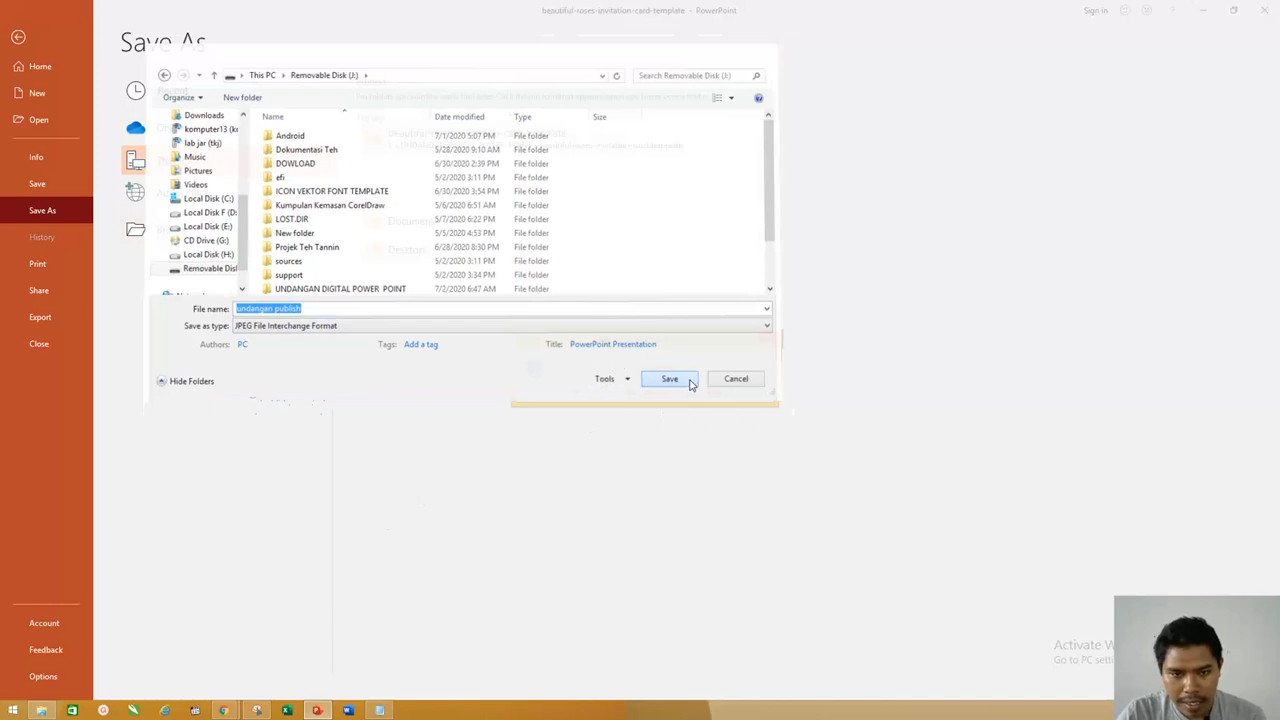 beautiful-roses-invitation-card-template - PowerPoint
Sign in
Save As
Home
New
Open
Info
Save
Save As
History
Print
Share
Export
Close
Account
Feedback
Options
This PC
Removable Disk (J:)
Search Removable Disk (J:)
Organize
New folder
Name Date modified Type Size
Downloads
komputer13 (kc
lab jar (tkj)
Music
Pictures
Videos
Local Disk (C:)
Local Disk F (D:
Local Disk (E:)
CD Drive (G:)
Local Disk (H:)
Removable Disk
Android 7/1/2020 5:07 PM File folder
Dokumentasi Teh 5/28/2020 9:10 AM File folder
DOWLOAD 6/30/2020 2:39 PM File folder
efi 5/2/2020 3:11 PM File folder
ICON VEKTOR FONT TEMPLATE 6/30/2020 3:54 PM File folder
Kumpulan Kemasan CorelDraw 5/6/2020 6:51 AM File folder
LOST.DIR 5/7/2020 6:22 PM File folder
New folder 5/5/2020 4:53 PM File folder
Projek Teh Tannin 6/28/2020 8:30 PM File folder
sources 5/2/2020 3:11 PM File folder
support 5/2/2020 3:34 PM File folder
UNDANGAN DIGITAL POWER POINT 7/2/2020 6:47 AM File folder
File name: undangan publish
Save as type: JPEG File Interchange Format
Authors: PC Tags: Add a tag Title: PowerPoint Presentation
Hide Folders
Tools Save Cancel
Activate W
Go to PC setti